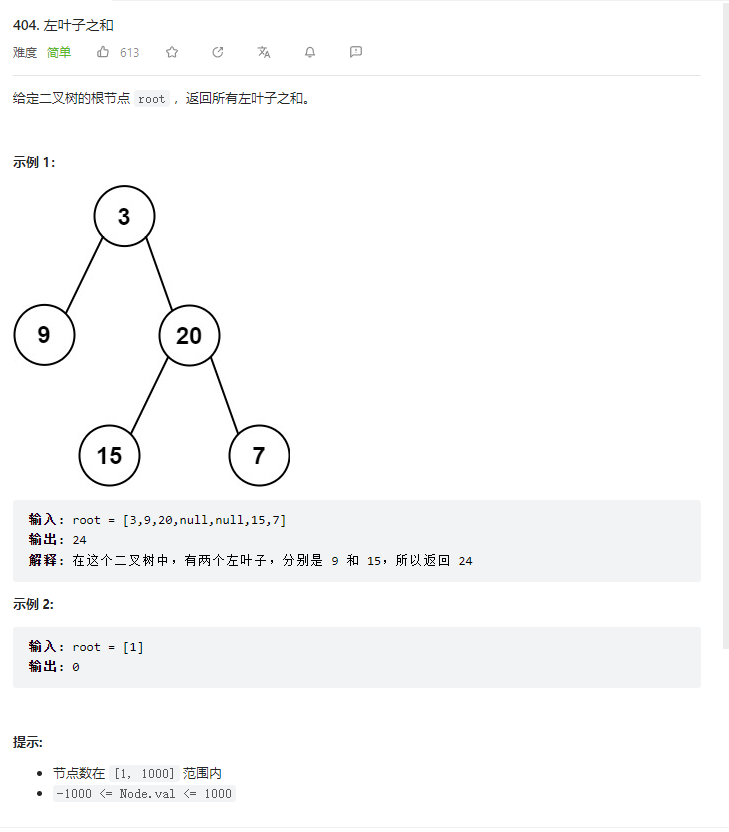 404. 左叶子之和
难度 简单 613
给定二叉树的根节点 root ，返回所有左叶子之和。
示例 1：
3
9
20
15
7
输入: root = [3,9,20,null,null,15,7]
输出: 24
解释: 在这个二叉树中，有两个左叶子，分别是 9 和 15，所以返回 24
示例 2:
输入: root = [1]
输出: 0
提示:
节点数在 [1, 1000] 范围内
-1000 <= Node.val <= 1000